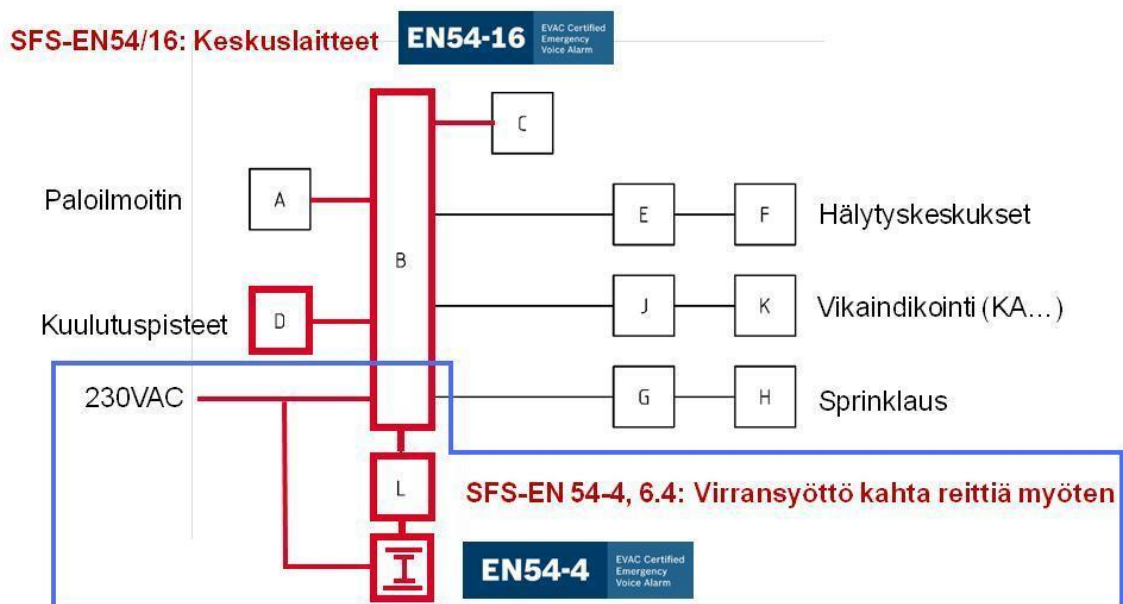 SFS-EN54/16: Keskuslaitteet
EN54-16
EVAC Certified
Emergency
Voice Alarm
C
Paloilmoitin
A
E
F
Hälytyskeskukset
B
Kuulutuspisteet
D
J
K
Vikaindikointi (KA...)
230VAC
G
H
Sprinklaus
L
SFS-EN 54-4, 6.4: Virransyöttö kahta reittiä myöten
EN54-4
EVAC Certified
Emergency
Voice Alarm